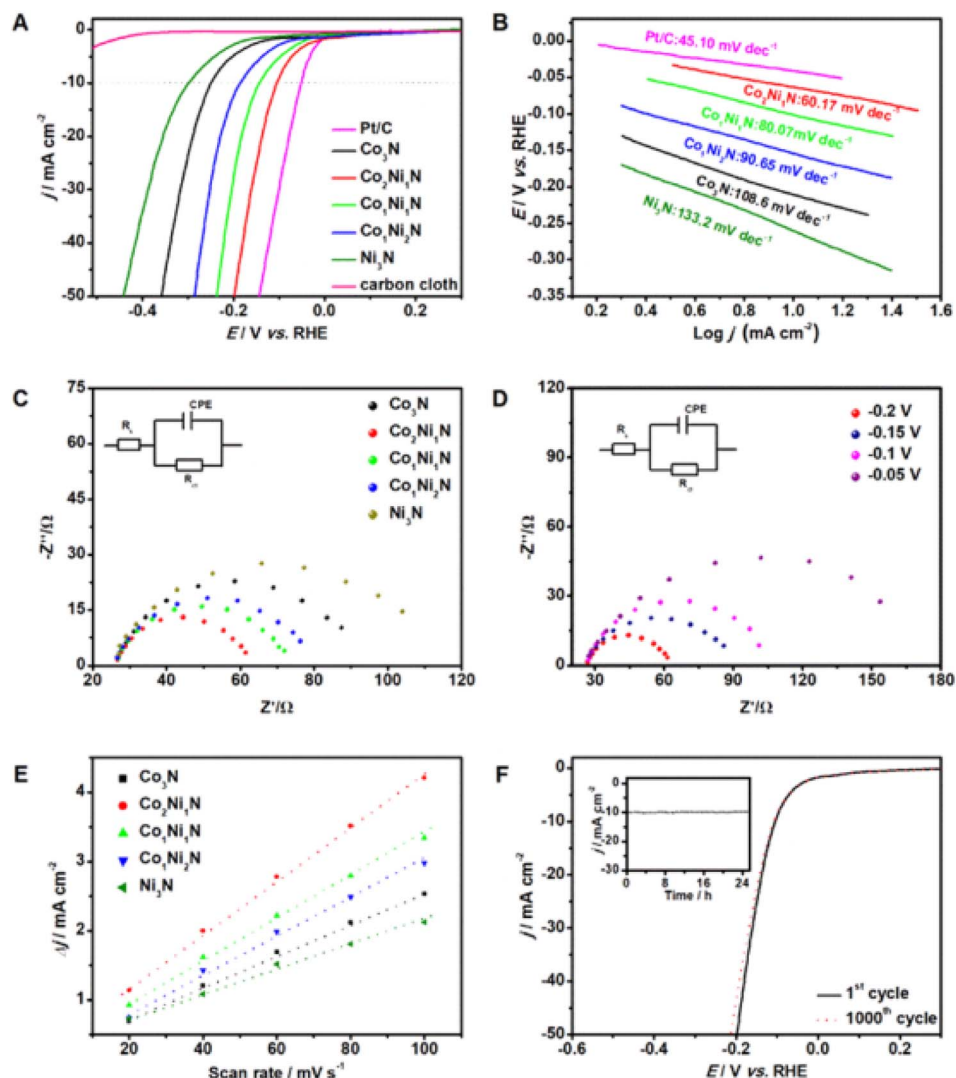 A
j / mA cm⁻²
0
-10
-20
-30
-40
-50
Pt/C
Co₃N
Co₂Ni₁N
Co₁Ni₁N
Co₁Ni₂N
Ni₃N
carbon cloth
-0.4
-0.2
0.0
0.2
E / V vs. RHE
B
E / V vs. RHE
0.00
-0.05
-0.10
-0.15
-0.20
-0.25
-0.30
-0.35
Pt/C:45.10 mV dec⁻¹
Co₂Ni₁N:60.17 mV dec⁻¹
Co₁Ni₁N:80.07mV dec⁻¹
Co₁Ni₂N:90.65 mV dec⁻¹
Co₃N:108.6 mV dec⁻¹
Ni₃N:133.2 mV dec⁻¹
0.2
0.4
0.6
0.8
1.0
1.2
1.4
1.6
Log j (mA cm⁻²)
C
-Z''/Ω
75
60
45
30
15
0
CPE
Co₃N
Co₂Ni₁N
Co₁Ni₁N
Co₁Ni₂N
Ni₃N
20
40
60
80
100
120
Z'/Ω
D
-Z''/Ω
120
90
60
30
0
CPE
-0.2 V
-0.15 V
-0.1 V
-0.05 V
30
60
90
120
150
180
Z'/Ω
E
Δj / mA cm⁻²
4
3
2
1
Co₃N
Co₂Ni₁N
Co₁Ni₁N
Co₁Ni₂N
Ni₃N
20
40
60
80
100
Scan rate / mV s⁻¹
F
j / mA cm⁻²
0
-10
-20
-30
-40
-50
j / mA cm⁻²
0
-10
-20
-30
0
8
16
24
Time / h
1ˢᵗ cycle
1000ᵗʰ cycle
-0.6
-0.4
-0.2
0.0
0.2
E / V vs. RHE